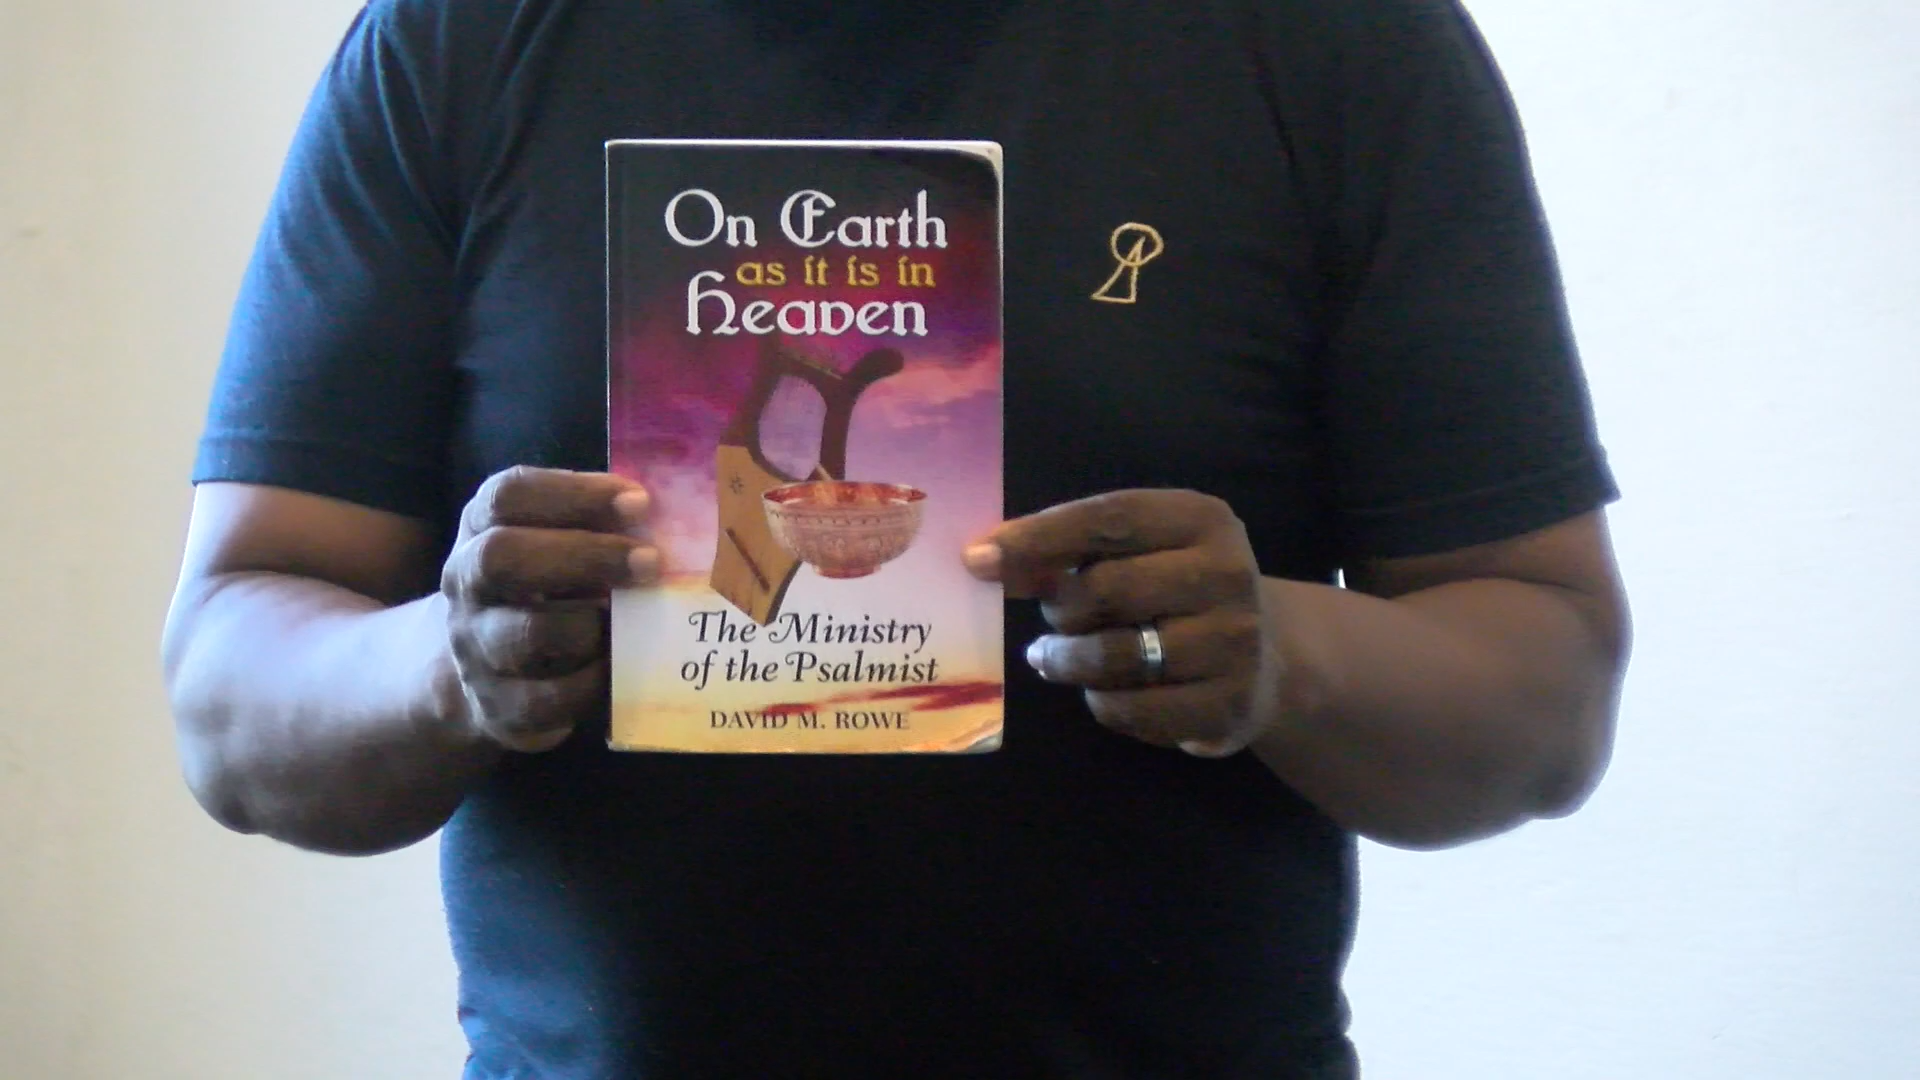 On Earth
as it is in
Heaven
The Ministry
of the Psalmist
DAVID M. ROWE